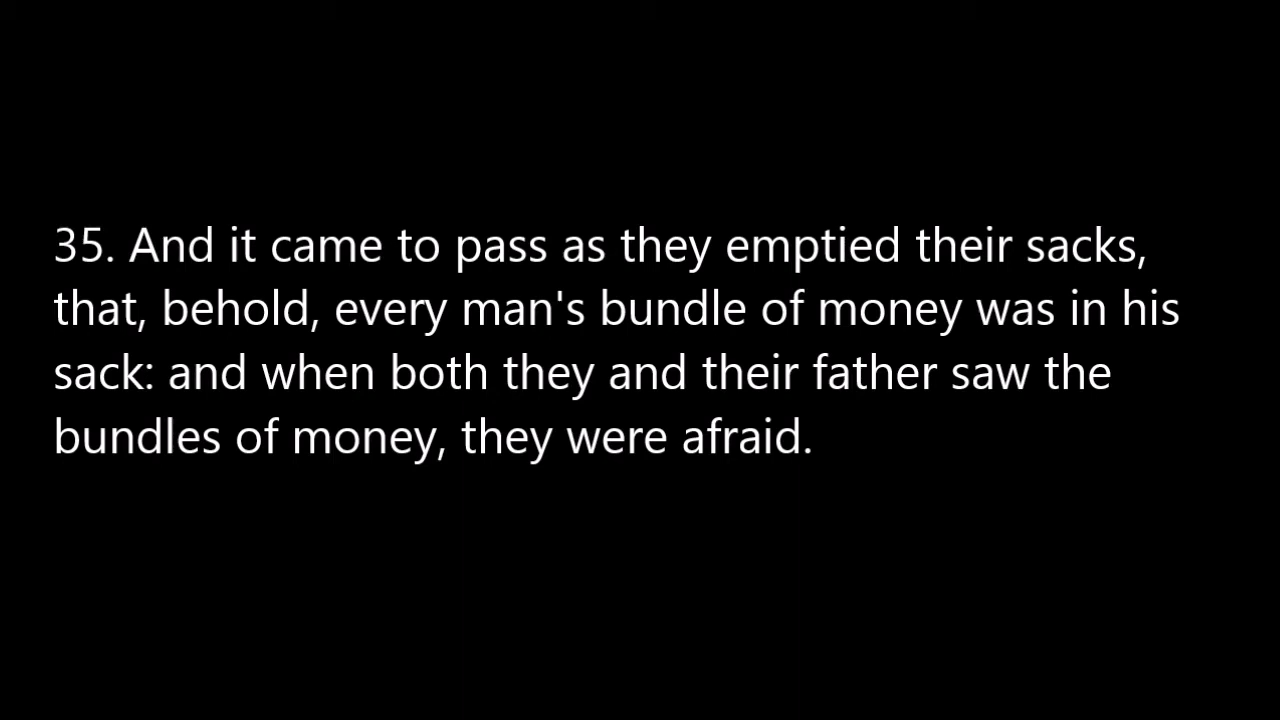 35. And it came to pass as they emptied their sacks,
that, behold, every man's bundle of money was in his
sack: and when both they and their father saw the
bundles of money, they were afraid.